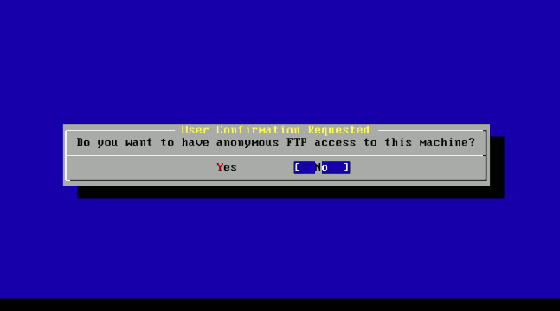 User Confirmation Requested
Do you want to have anonymous FTP access to this machine?
Yes [ No ]